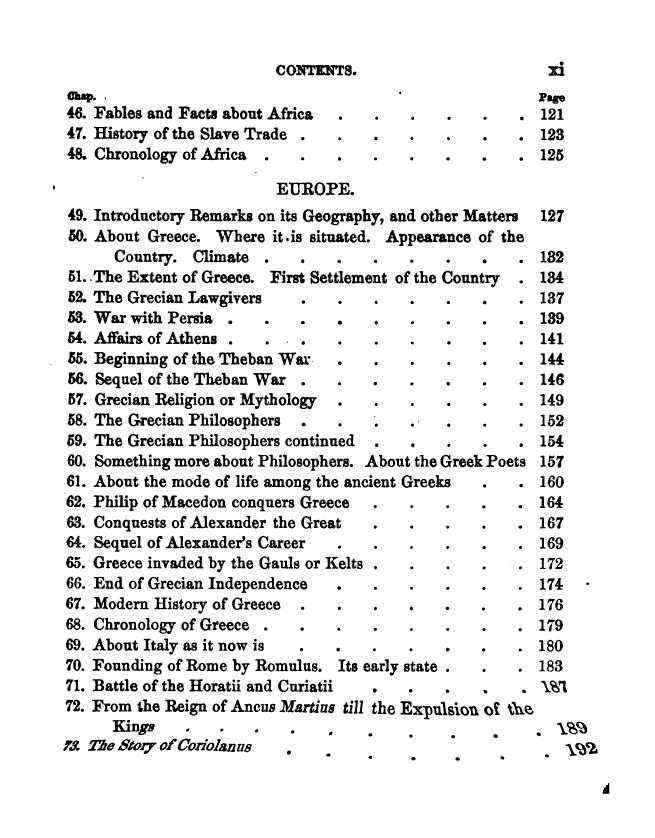 CONTENTS. xi
Chap. Page
46. Fables and Facts about Africa . . . . . . 121
47. History of the Slave Trade . . . . . . . 123
48. Chronology of Africa . . . . . . . . 125
EUROPE.
49. Introductory Remarks on its Geography, and other Matters 127
50. About Greece. Where it is situated. Appearance of the
Country. Climate . . . . . . . . 132
51. The Extent of Greece. First Settlement of the Country . 134
52. The Grecian Lawgivers . . . . . . . 137
53. War with Persia . . . . . . . . . 139
54. Affairs of Athens . . . . . . . . . 141
55. Beginning of the Theban War . . . . . . 144
56. Sequel of the Theban War . . . . . . . 146
57. Grecian Religion or Mythology . . . . . . 149
58. The Grecian Philosophers . . . . . . . 152
59. The Grecian Philosophers continued . . . . . 154
60. Something more about Philosophers. About the Greek Poets 157
61. About the mode of life among the ancient Greeks . . 160
62. Philip of Macedon conquers Greece . . . . . 164
63. Conquests of Alexander the Great . . . . . 167
64. Sequel of Alexander's Career . . . . . . 169
65. Greece invaded by the Gauls or Kelts . . . . . 172
66. End of Grecian Independence . . . . . . 174
67. Modern History of Greece . . . . . . . 176
68. Chronology of Greece . . . . . . . . 179
69. About Italy as it now is . . . . . . . 180
70. Founding of Rome by Romulus. Its early state . . . 183
71. Battle of the Horatii and Curiatii . . . . . 187
72. From the Reign of Ancus Martius till the Expulsion of the
Kings . . . . . . . . . . 189
73. The Story of Coriolanus . . . . . . . 192